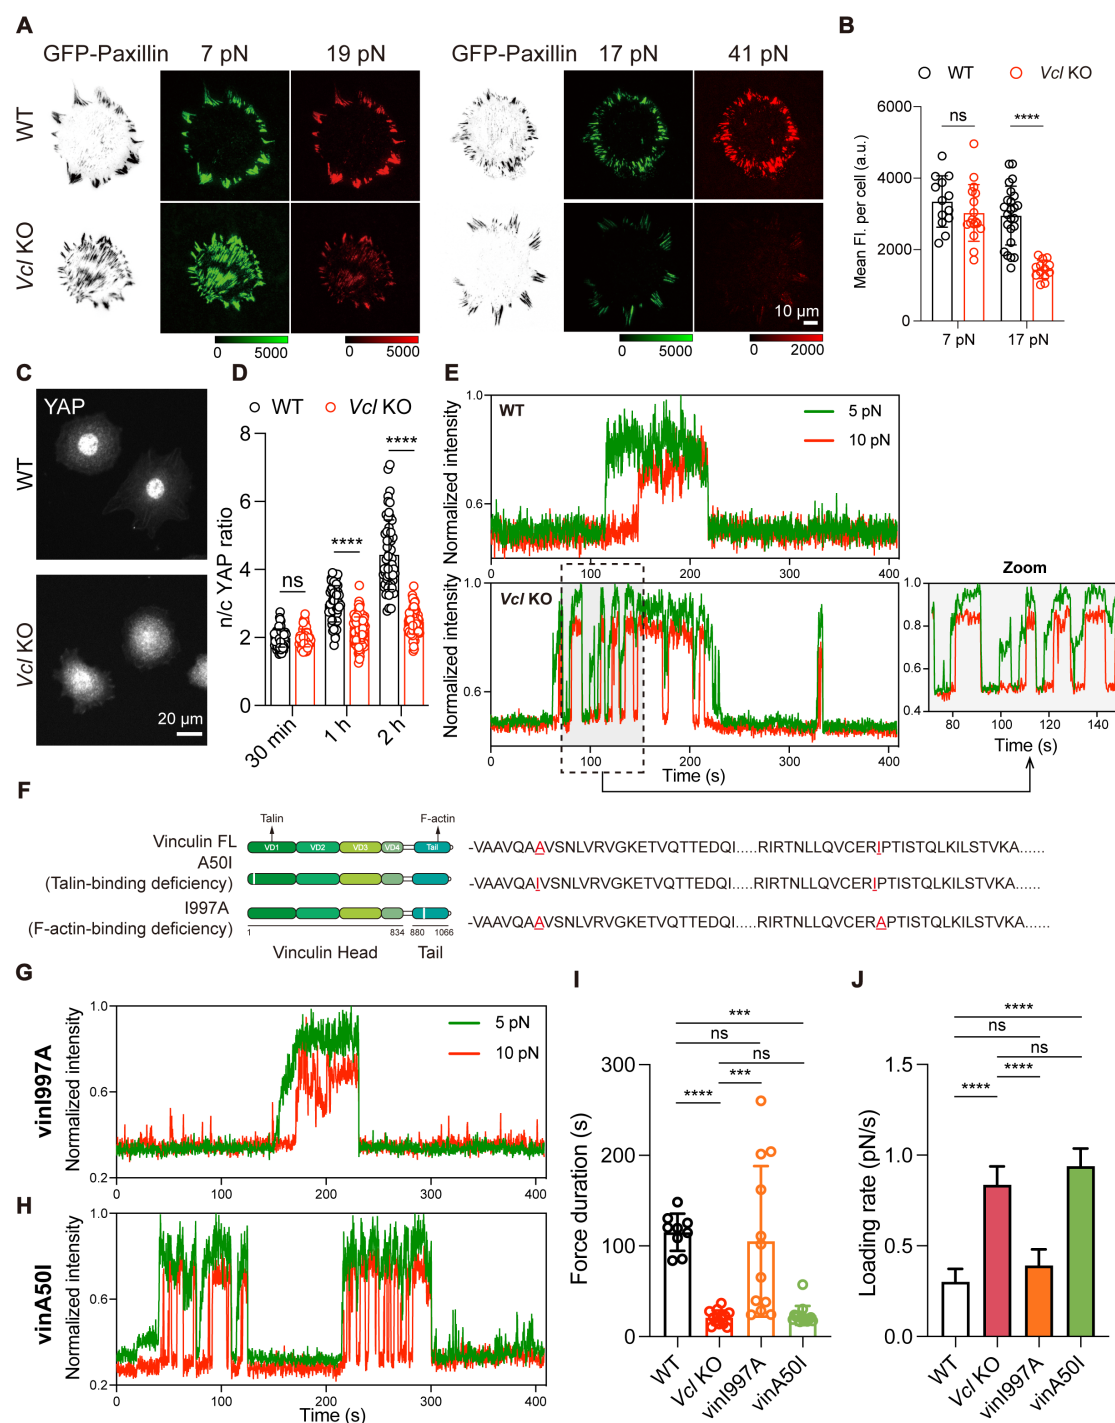 A
GFP-Paxillin 7 pN 19 pN
GFP-Paxillin 17 pN 41 pN
WT
Vcl KO
10 µm
0 5000
0 5000
0 5000
0 2000
B
WT Vcl KO
Mean FI. per cell (a.u.)
6000
4000
2000
0
ns
****
7 pN 17 pN
C
YAP
WT
Vcl KO
20 µm
D
WT Vcl KO
n/c YAP ratio
8
6
4
2
0
ns
****
****
30 min
1 h
2 h
E
Normalized intensity
1.0
0.6
WT
5 pN
10 pN
0 100 200 300 400
Normalized intensity
1.0
0.6
Vcl KO
0 100 200 300 400
Time (s)
Zoom
1.0
0.8
0.6
0.4
80 100 120 140
Time (s)
F
Talin F-actin
Vinculin FL
VD1 VD2 VD3 VD4 Tail
-VAAVQAAVSNLVRVGKETVQTTEDQI.....RIRTNLLQVCERIPTISTQLKILSTVKA......
A50I
(Talin-binding deficiency)
-VAAVQAIVSNLVRVGKETVQTTEDQI.....RIRTNLLQVCERIPTISTQLKILSTVKA......
I997A
(F-actin-binding deficiency)
-VAAVQAAVSNLVRVGKETVQTTEDQI.....RIRTNLLQVCERAPTISTQLKILSTVKA......
1 834 880 1066
Vinculin Head Tail
G
vinI997A
Normalized intensity
1.0
0.6
0.2
5 pN
10 pN
0 100 200 300 400
H
vinA50I
Normalized intensity
1.0
0.6
0.2
0 100 200 300 400
Time (s)
I
Force duration (s)
300
200
100
0
***
ns
ns
***
****
WT
Vcl KO
vinI997A
vinA50I
J
Loading rate (pN/s)
1.5
1.0
0.5
0.0
****
ns
ns
****
****
WT
Vcl KO
vinI997A
vinA50I